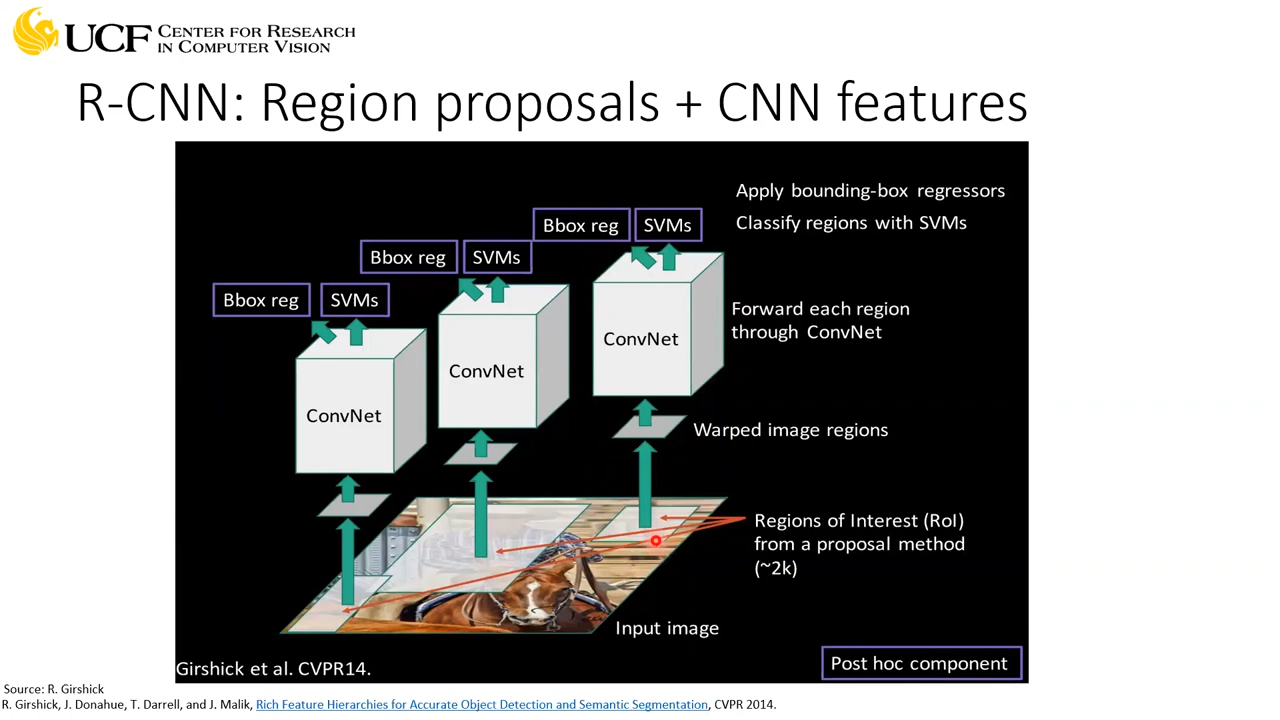 UCF CENTER FOR RESEARCH
IN COMPUTER VISION
R-CNN: Region proposals + CNN features
Apply bounding-box regressors
Classify regions with SVMs
Bbox reg SVMs
Bbox reg SVMs
Bbox reg SVMs
Forward each region
through ConvNet
ConvNet
ConvNet
ConvNet
Warped image regions
Regions of Interest (RoI)
from a proposal method
(~2k)
Input image
Post hoc component
Girshick et al. CVPR14.
Source: R. Girshick
R. Girshick, J. Donahue, T. Darrell, and J. Malik, Rich Feature Hierarchies for Accurate Object Detection and Semantic Segmentation, CVPR 2014.